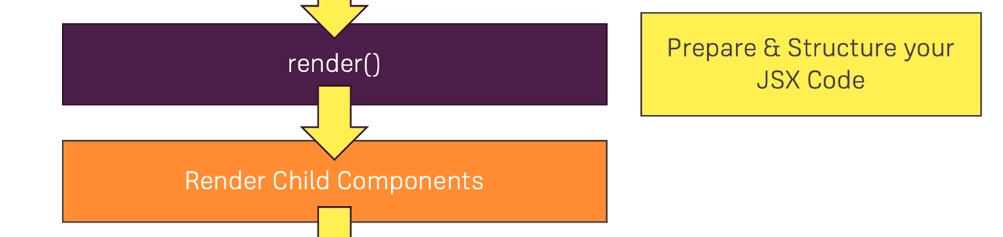 render()
Prepare & Structure your
JSX Code
Render Child Components